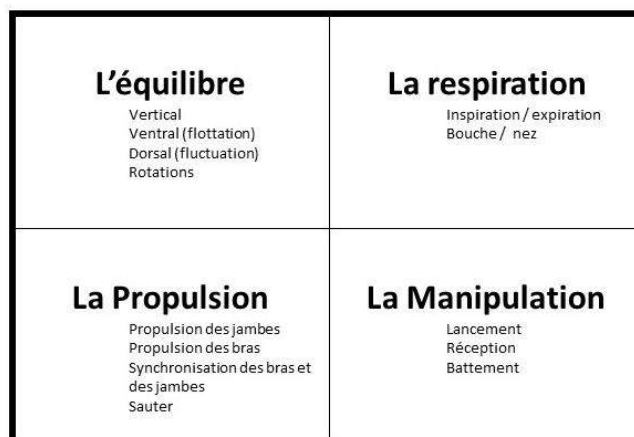 L'équilibre
Vertical
Ventral (flottation)
Dorsal (fluctuation)
Rotations
La respiration
Inspiration / expiration
Bouche / nez
La Propulsion
Propulsion des jambes
Propulsion des bras
Synchronisation des bras et
des jambes
Sauter
La Manipulation
Lancement
Réception
Battement